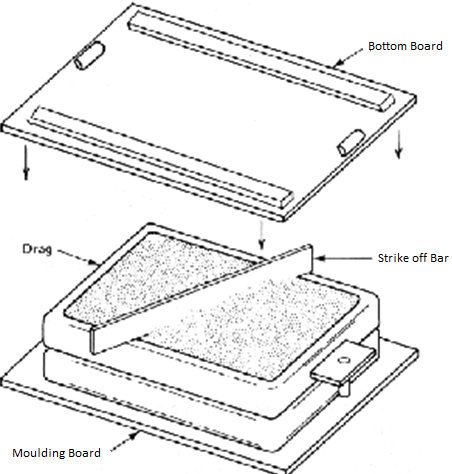 Bottom Board
Drag
Strike off Bar
Moulding Board